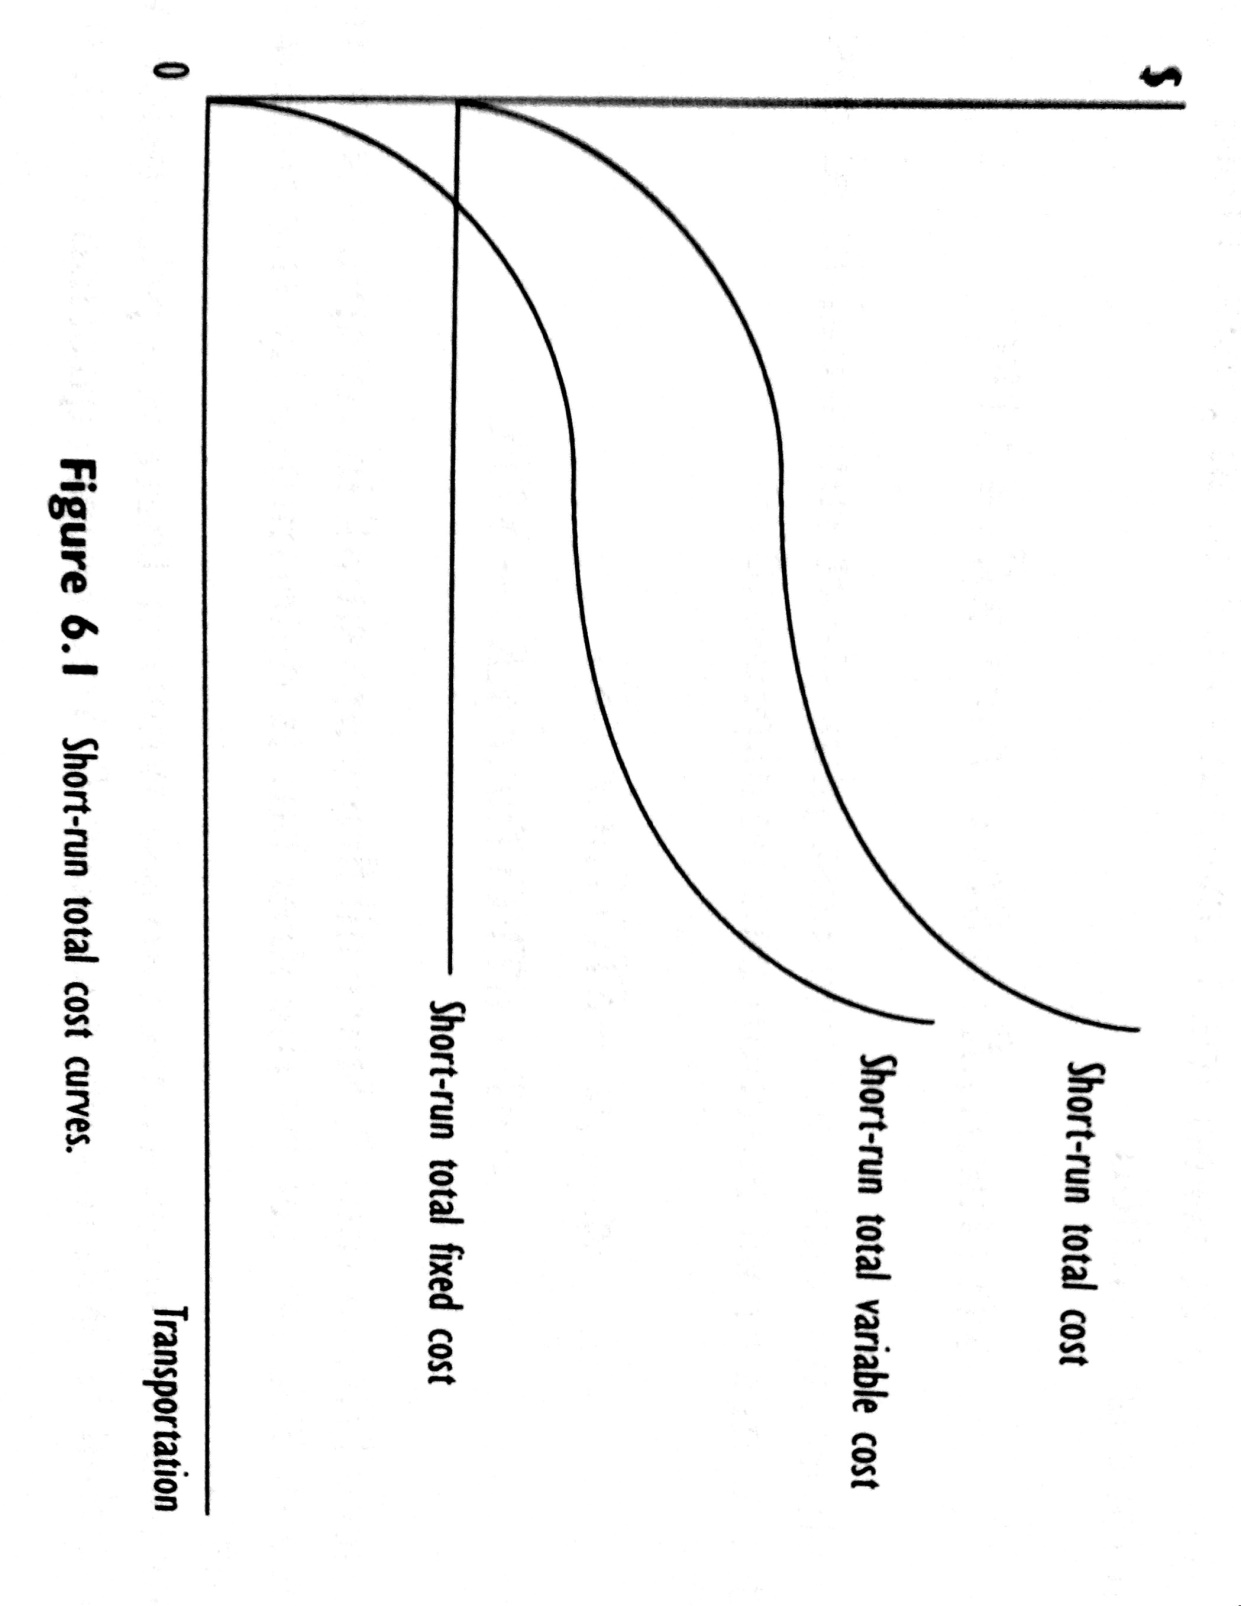 $
Short-run total cost
Short-run total variable cost
Short-run total fixed cost
0
Transportation
Figure 6.1 Short-run total cost curves.